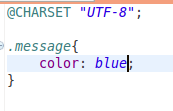 @CHARSET "UTF-8";
.message{
    color: blue;
}